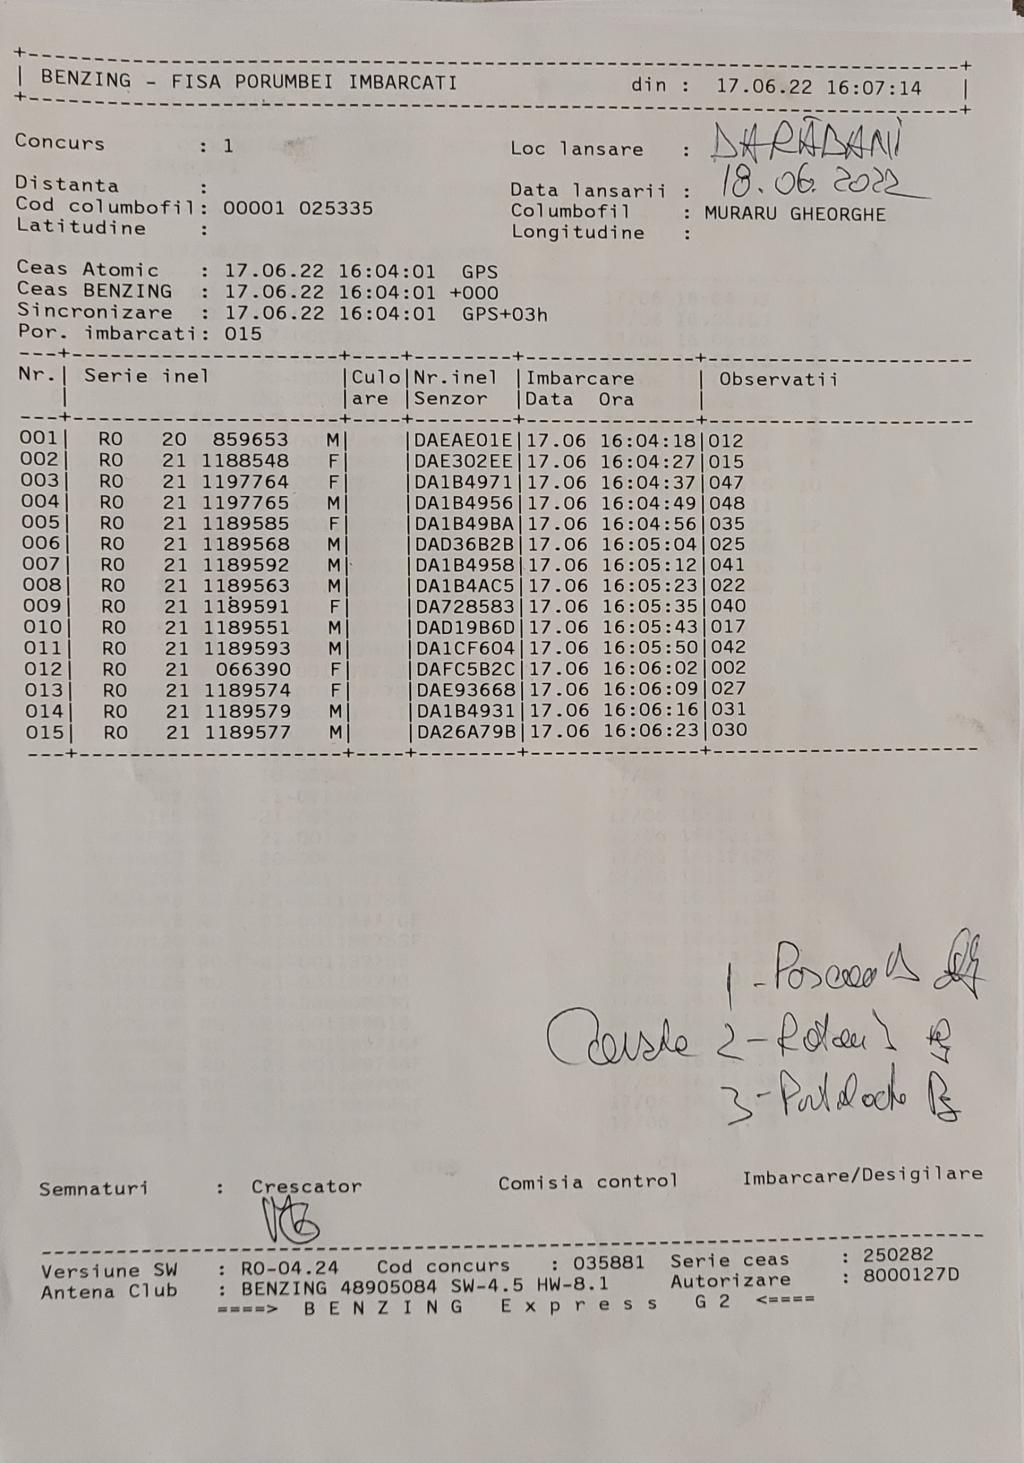 +----------------------------------------------------------------------------+
| BENZING - FISA PORUMBEI IMBARCATI din : 17.06.22 16:07:14 |
+----------------------------------------------------------------------------+
Concurs : 1 Loc lansare : DARĂBANI
Distanta : Data lansarii : 18.06.2022
Cod columbofil: 00001 025335 Columbofil : MURARU GHEORGHE
Latitudine : Longitudine :
Ceas Atomic : 17.06.22 16:04:01 GPS
Ceas BENZING : 17.06.22 16:04:01 +000
Sincronizare : 17.06.22 16:04:01 GPS+03h
Por. imbarcati: 015
---+----------------------+----+--------+--------------+----------------------
Nr.| Serie inel |Culo|Nr.inel |Imbarcare | Observatii
| |are |Senzor |Data Ora |
---+----------------------+----+--------+--------------+----------------------
001| RO 20 859653 M| |DAEAE01E|17.06 16:04:18|012
002| RO 21 1188548 F| |DAE302EE|17.06 16:04:27|015
003| RO 21 1197764 F| |DA1B4971|17.06 16:04:37|047
004| RO 21 1197765 M| |DA1B4956|17.06 16:04:49|048
005| RO 21 1189585 F| |DA1B49BA|17.06 16:04:56|035
006| RO 21 1189568 M| |DAD36B2B|17.06 16:05:04|025
007| RO 21 1189592 M| |DA1B4958|17.06 16:05:12|041
008| RO 21 1189563 M| |DA1B4AC5|17.06 16:05:23|022
009| RO 21 1189591 F| |DA728583|17.06 16:05:35|040
010| RO 21 1189551 M| |DAD19B6D|17.06 16:05:43|017
011| RO 21 1189593 M| |DA1CF604|17.06 16:05:50|042
012| RO 21 066390 F| |DAFC5B2C|17.06 16:06:02|002
013| RO 21 1189574 F| |DAE93668|17.06 16:06:09|027
014| RO 21 1189579 M| |DA1B4931|17.06 16:06:16|031
015| RO 21 1189577 M| |DA26A79B|17.06 16:06:23|030
---+----------------------+----+--------+--------------+----------------------
1 -
2 -
3 -
Semnaturi : Crescator Comisia control Imbarcare/Desigilare
------------------------------------------------------------------------------
Versiune SW : RO-04.24 Cod concurs : 035881 Serie ceas : 250282
Antena Club : BENZING 48905084 SW-4.5 HW-8.1 Autorizare : 8000127D
====> B E N Z I N G E x p r e s s G 2 <====